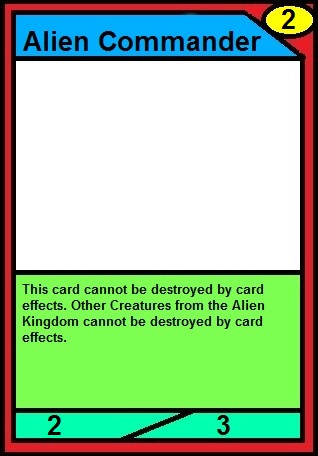 Alien Commander
2
This card cannot be destroyed by card
effects. Other Creatures from the Alien
Kingdom cannot be destroyed by card
effects.
2
3